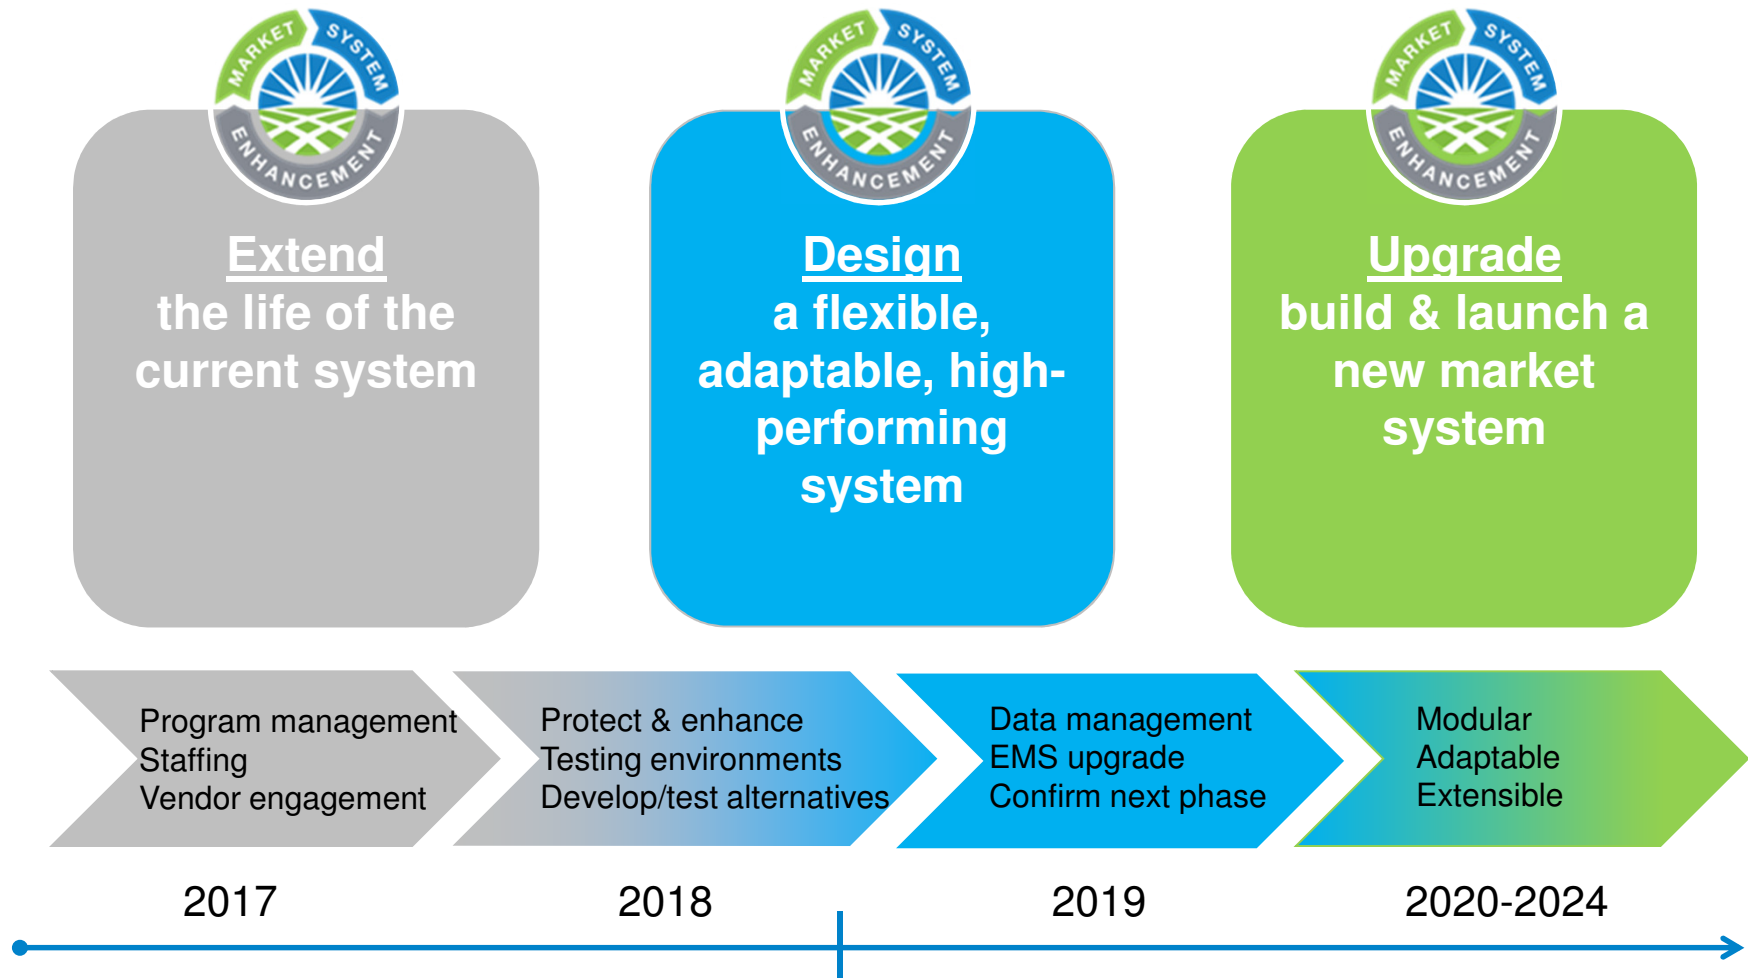 MARKET SYSTEM
ENHANCEMENT
MARKET SYSTEM
ENHANCEMENT
MARKET SYSTEM
ENHANCEMENT
Extend
the life of the
current system
Design
a flexible,
adaptable, high-
performing
system
Upgrade
build & launch a
new market
system
Program management
Staffing
Vendor engagement
Protect & enhance
Testing environments
Develop/test alternatives
Data management
EMS upgrade
Confirm next phase
Modular
Adaptable
Extensible
2017
2018
2019
2020-2024